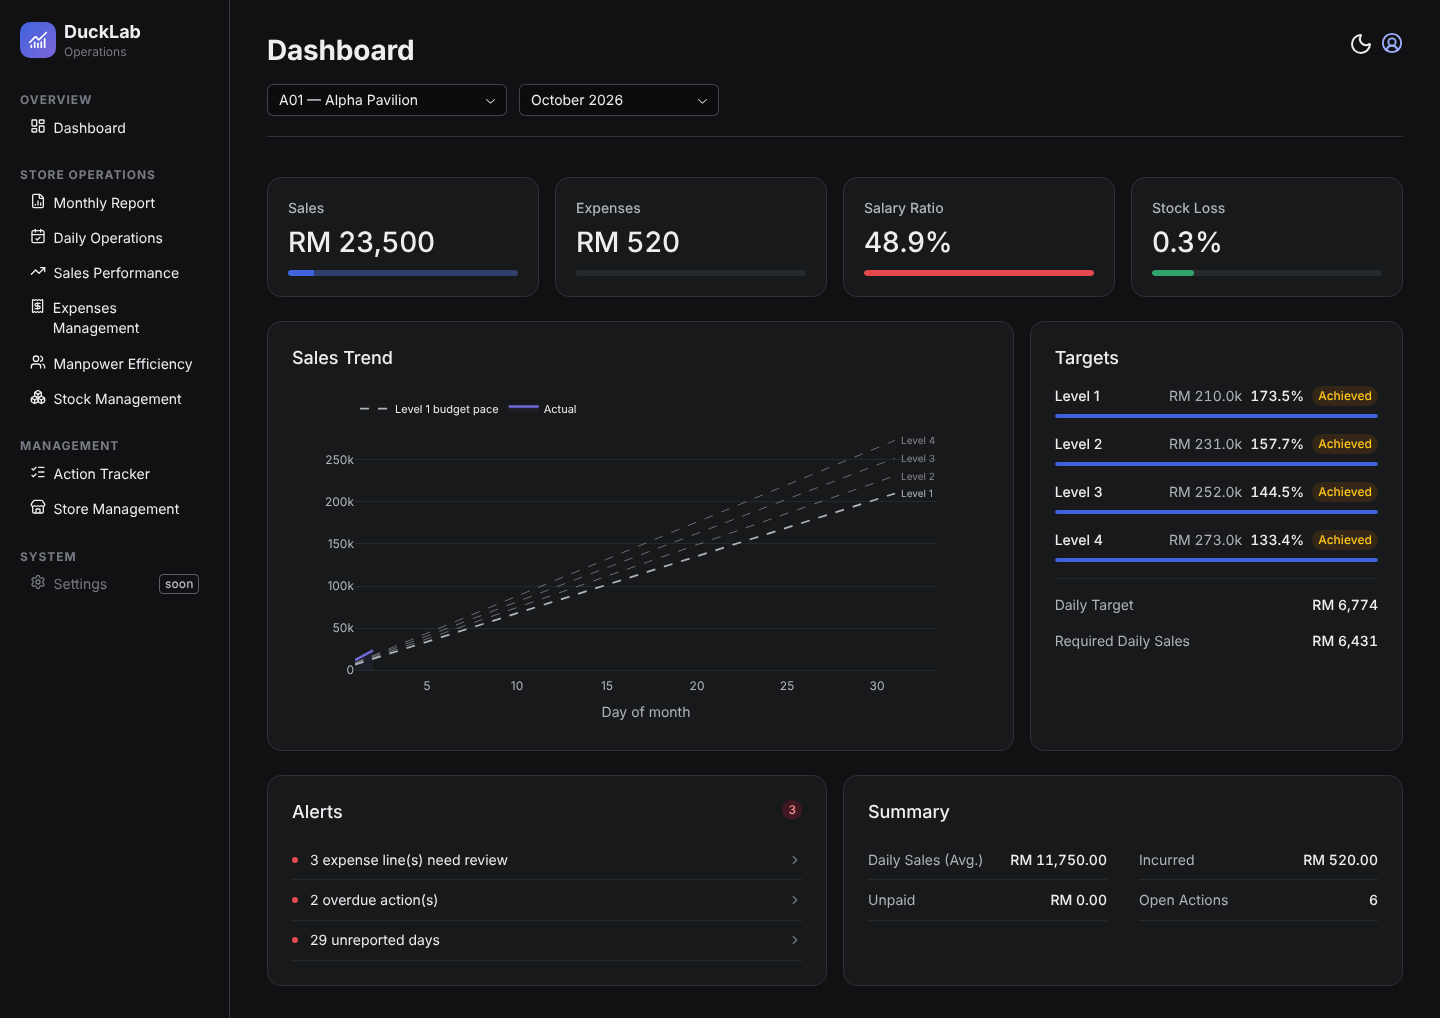 DuckLab
Operations
OVERVIEW
Dashboard
STORE OPERATIONS
Monthly Report
Daily Operations
Sales Performance
Expenses
Management
Manpower Efficiency
Stock Management
MANAGEMENT
Action Tracker
Store Management
SYSTEM
Settings soon
Dashboard
A01 — Alpha Pavilion
October 2026
Sales
RM 23,500
Expenses
RM 520
Salary Ratio
48.9%
Stock Loss
0.3%
Sales Trend
Level 1 budget pace Actual
Level 4
Level 3
Level 2
Level 1
250k
200k
150k
100k
50k
0
5 10 15 20 25 30
Day of month
Targets
Level 1 RM 210.0k 173.5% Achieved
Level 2 RM 231.0k 157.7% Achieved
Level 3 RM 252.0k 144.5% Achieved
Level 4 RM 273.0k 133.4% Achieved
Daily Target RM 6,774
Required Daily Sales RM 6,431
Alerts 3
3 expense line(s) need review
2 overdue action(s)
29 unreported days
Summary
Daily Sales (Avg.) RM 11,750.00
Incurred RM 520.00
Unpaid RM 0.00
Open Actions 6